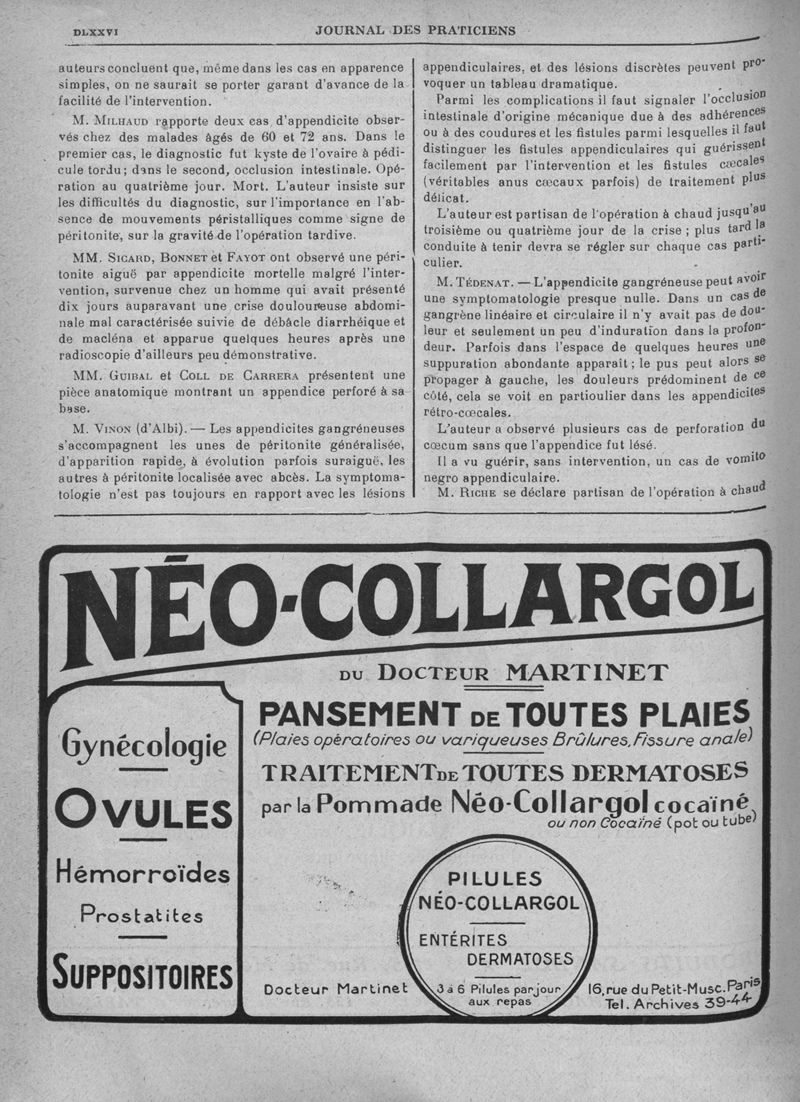 DLXXVI
JOURNAL DES PRATICIENS
auteurs concluent que, même dans les cas en apparence
simples, on ne saurait se porter garant d'avance de la
facilité de l'intervention.
M. MILHAUD rapporte deux cas d'appendicite obser-
vés chez des malades âgés de 60 et 72 ans. Dans le
premier cas, le diagnostic fut kyste de l'ovaire à pédi-
cule tordu; dans le second, occlusion intestinale. Opé-
ration au quatrième jour. Mort. L'auteur insiste sur
les difficultés du diagnostic, sur l'importance en l'ab-
sence de mouvements péristalliques comme signe de
péritonite, sur la gravité de l'opération tardive.
MM. SICARD, BONNET et FAYOT ont observé une péri-
tonite aiguë par appendicite mortelle malgré l'inter-
vention, survenue chez un homme qui avait présenté
dix jours auparavant une crise douloureuse abdomi-
nale mal caractérisée suivie de débâcle diarrhéique et
de macléna et apparue quelques heures après une
radioscopie d'ailleurs peu démonstrative.
MM. GUIBAL et COLL DE CARRERA présentent une
pièce anatomique montrant un appendice perforé à sa
base.
M. VINON (d'Albi). — Les appendicites gangréneuses
s'accompagnent les unes de péritonite généralisée,
d'apparition rapide, à évolution parfois suraiguë, les
autres à péritonite localisée avec abcès. La symptoma-
tologie n'est pas toujours en rapport avec les lésions
appendiculaires, et des lésions discrètes peuvent pro-
voquer un tableau dramatique.
Parmi les complications il faut signaler l'occlusion
intestinale d'origine mécanique due à des adhérences
ou à des coudures et les fistules parmi lesquelles il faut
distinguer les fistules appendiculaires qui guérissent
facilement par l'intervention et les fistules cæcales
(véritables anus cæcaux parfois) de traitement plus
délicat.
L'auteur est partisan de l'opération à chaud jusqu'au
troisième ou quatrième jour de la crise; plus tard la
conduite à tenir devra se régler sur chaque cas parti-
culier.
M. TÉDENAT. — L'appendicite gangréneuse peut avoir
une symptomatologie presque nulle. Dans un cas de
gangrène linéaire et circulaire il n'y avait pas de dou-
leur et seulement un peu d'induration dans la profon-
deur. Parfois dans l'espace de quelques heures une
suppuration abondante apparaît; le pus peut alors se
propager à gauche, les douleurs prédominent de ce
côté, cela se voit en partioulier dans les appendicites
rétro-cœcales.
L'auteur a observé plusieurs cas de perforation du
cœcum sans que l'appendice fut lésé.
Il a vu guérir, sans intervention, un cas de vomito
negro appendiculaire.
M. RICHE se déclare partisan de l'opération à chaud
NÉO-COLLARGOL
DU DOCTEUR MARTINET
Gynécologie
OVULES
Hémorroïdes
Prostatites
SUPPOSITOIRES
PANSEMENT DE TOUTES PLAIES
(Plaies opératoires ou variqueuses Brûlures, Fissure anale)
TRAITEMENT DE TOUTES DERMATOSES
par la Pommade Néo-Collargol cocaïné
ou non Cocaïné (pot ou tube)
PILULES
NÉO-COLLARGOL
ENTÉRITES
DERMATOSES
3 à 6 Pilules par jour
aux repas
Docteur Martinet
16, rue du Petit-Musc. Paris
Tel. Archives 39-44